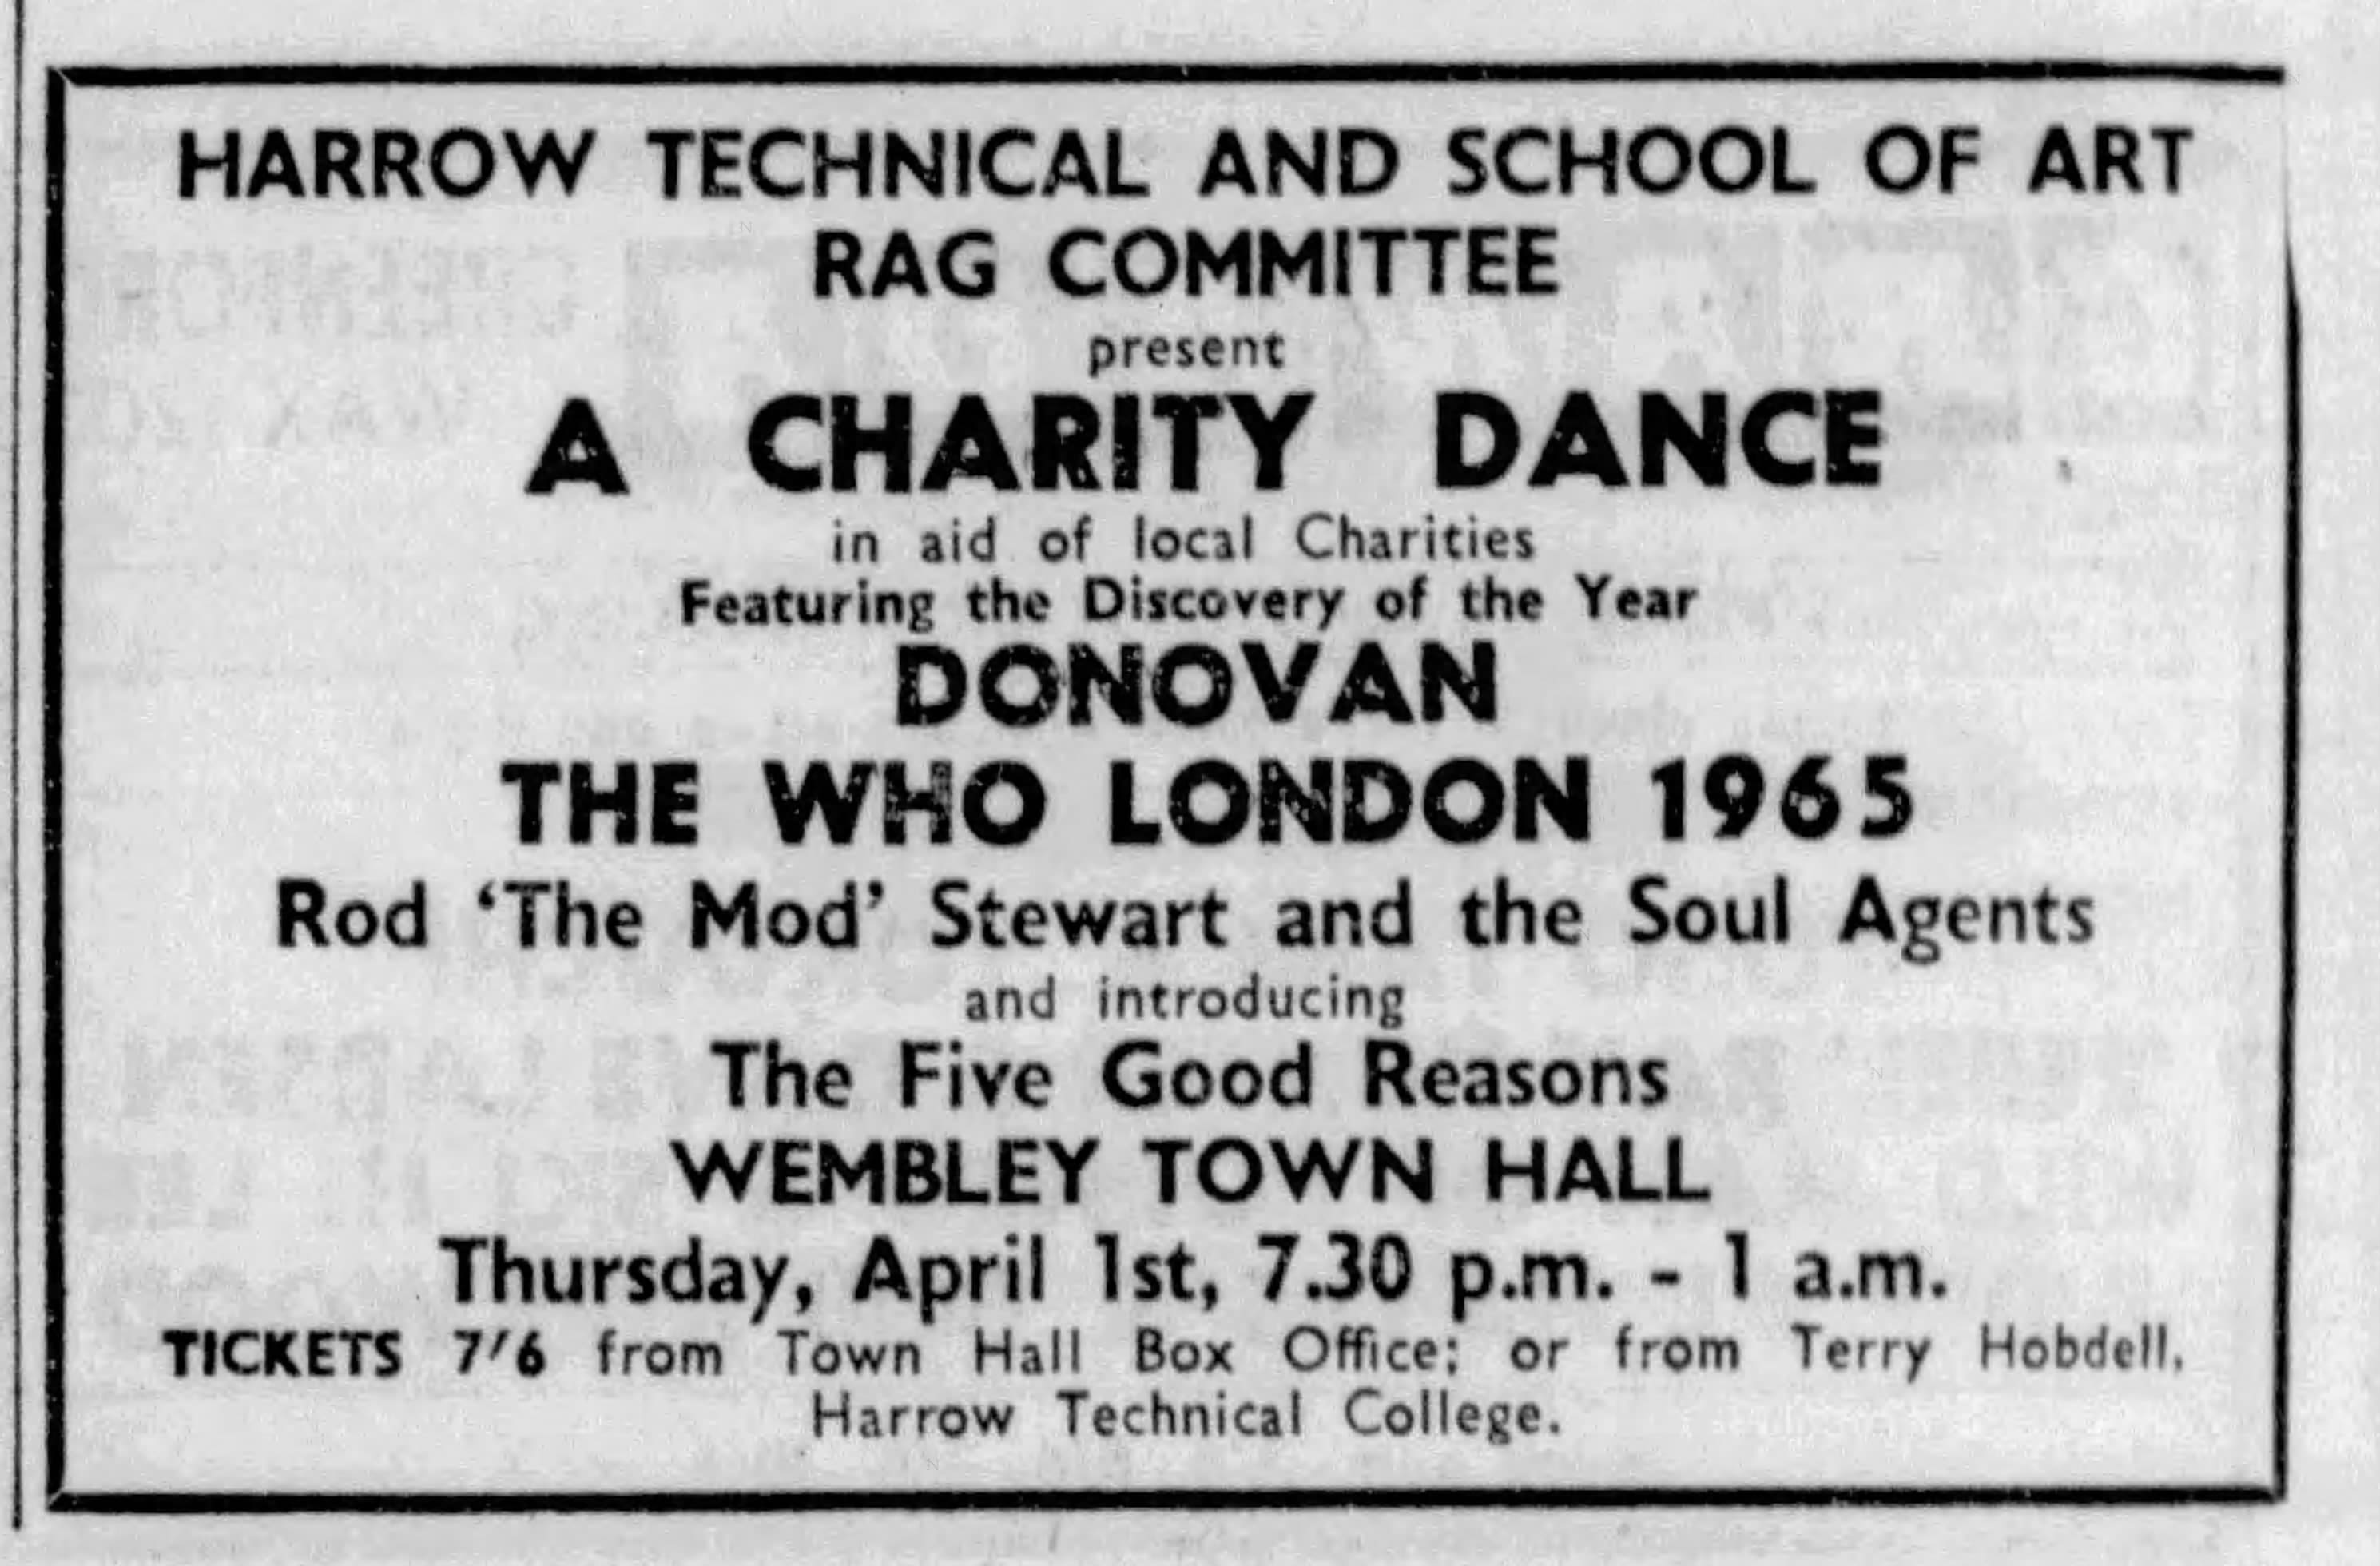 HARROW TECHNICAL AND SCHOOL OF ART
RAG COMMITTEE
present
A CHARITY DANCE
in aid of local Charities
Featuring the Discovery of the Year
DONOVAN
THE WHO LONDON 1965
Rod ‘The Mod’ Stewart and the Soul Agents
and introducing
The Five Good Reasons
WEMBLEY TOWN HALL
Thursday, April 1st, 7.30 p.m. - 1 a.m.
TICKETS 7/6 from Town Hall Box Office; or from Terry Hobdell,
Harrow Technical College.